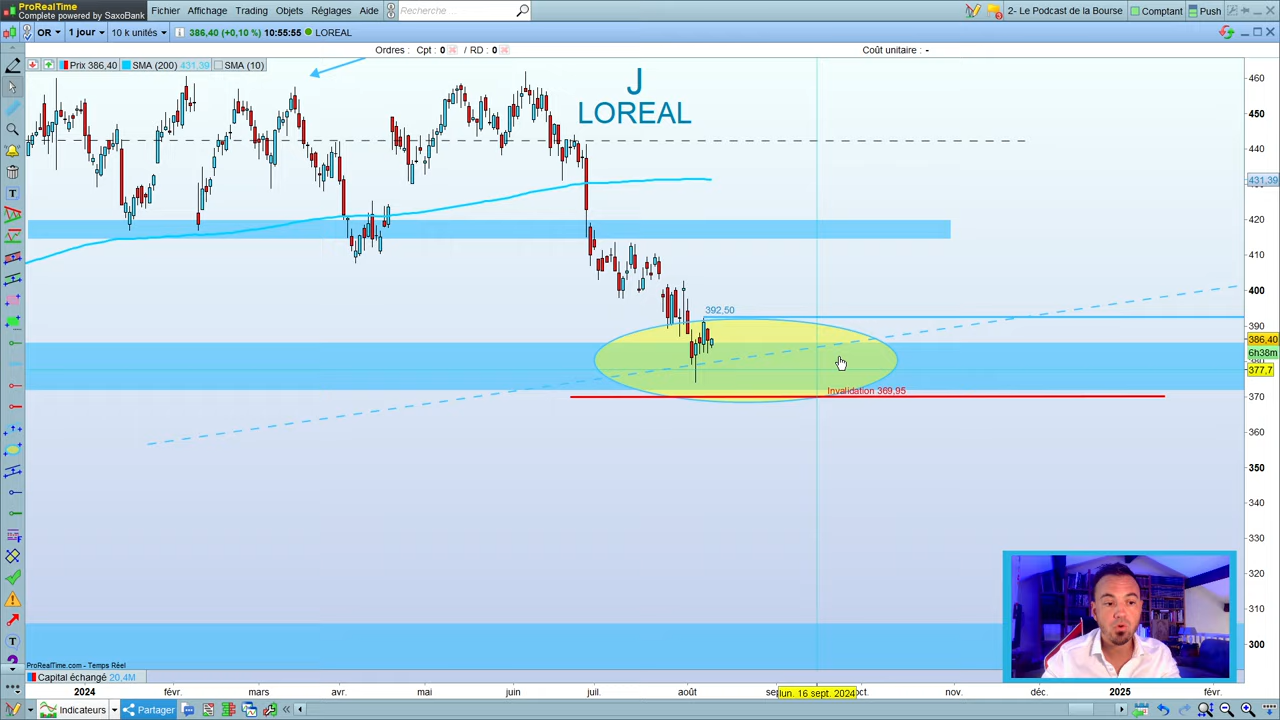 ProRealTime
Complete powered by SaxoBank
Fichier Affichage Trading Objets Réglages Aide Recherche
2- Le Podcast de la Bourse Comptant Push
OR 1 jour 10 k unités 386,40 (+0,10 %) 10:55:55 LOREAL
Ordres : Cpt : 0 / RD : 0 Coût unitaire : -
Prix 386,40 SMA (200) 431,39 SMA (10)
J
LOREAL
460
450
440
431,39
420
410
400
392,50
390
386,40
6h38m
377,7
Invalidation 369,95
370
360
350
340
330
320
310
300
ProRealTime.com - Temps Réel
Capital échangé 20,4M
2024 févr. mars avr. mai juin juil. août lun. 16 sept. 2024 nov. déc. 2025 févr.
Indicateurs Partager